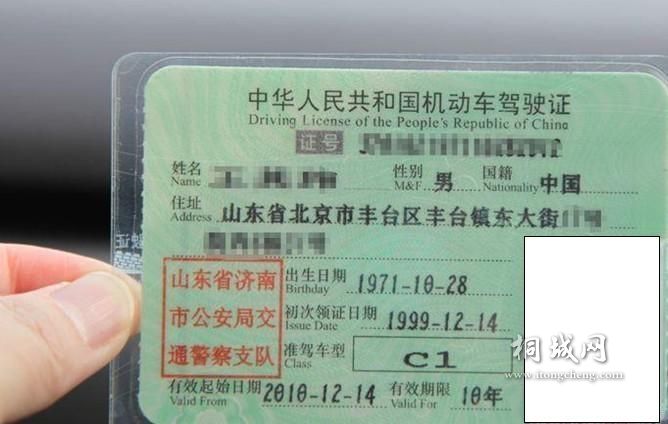 中华人民共和国机动车驾驶证
Driving License of the People's Republic of China
证号
姓名 性别 男 国籍 中国
Name M&F Nationality
住址 山东省北京市丰台区丰台镇东大街
Address
山东省济南
市公安局交
通警察支队
出生日期 1971-10-28
Birthday
初次领证日期 1999-12-14
Issue Date
准驾车型 C1
Class
有效起始日期 2010-12-14 有效期限 10年
Valid From Valid For
桐城网
www.itongcheng.com